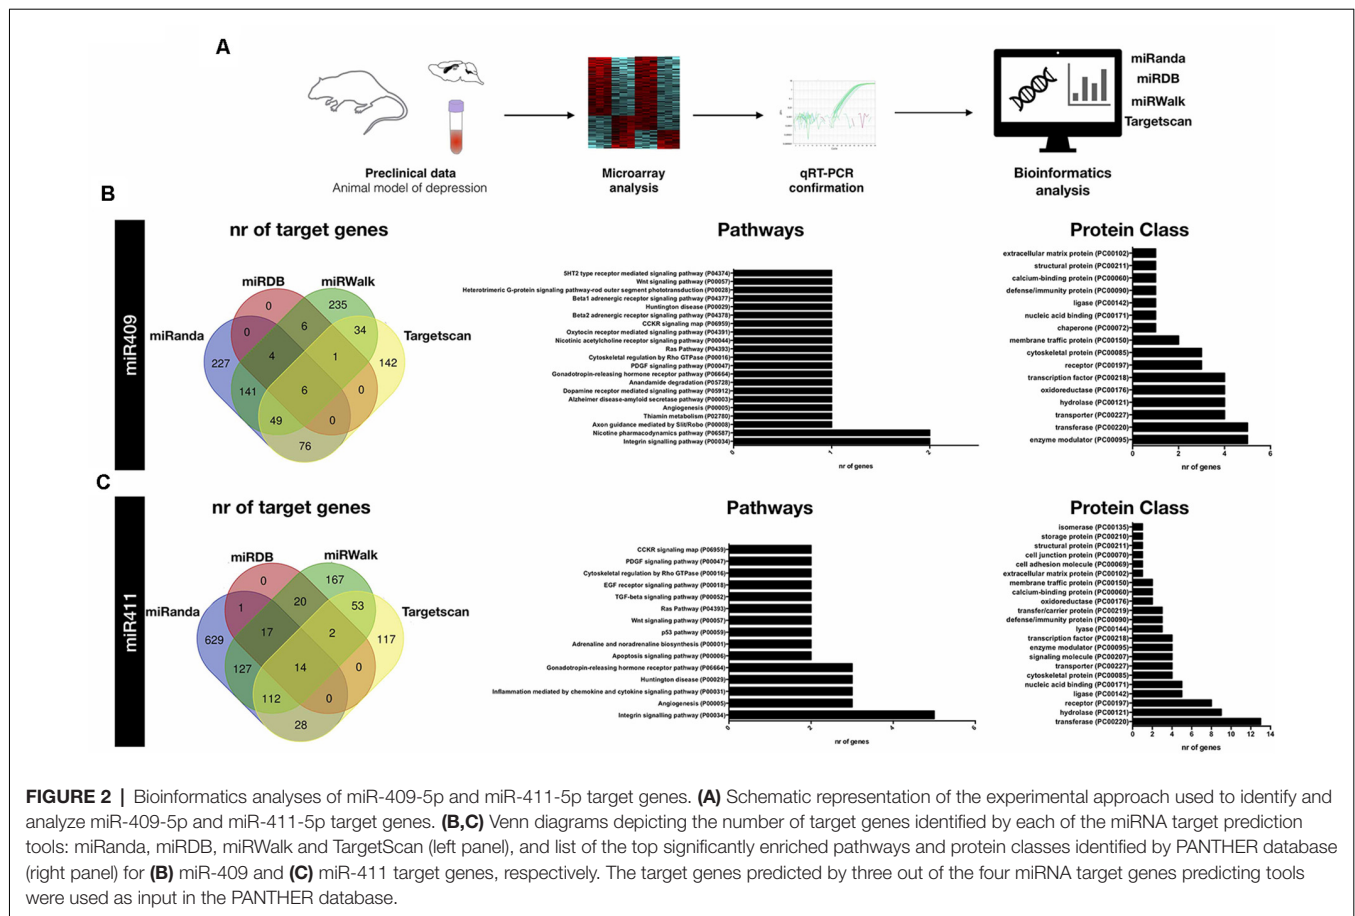 A
miRanda
miRDB
miRWalk
Targetscan
Preclinical data
Animal model of depression
Microarray
analysis
qRT-PCR
confirmation
Bioinformatics
analysis
B
miR409
nr of target genes
miRDB
miRWalk
miRanda
Targetscan
0
235
0
6
34
227
4
1
142
141
6
0
49
0
76
Pathways
5HT2 type receptor mediated signaling pathway (P04374)
Wnt signaling pathway (P00057)
Heterotrimeric G-protein signaling pathway-rod outer segment phototransduction (P00028)
Beta1 adrenergic receptor signaling pathway (P04377)
Huntington disease (P00029)
Beta2 adrenergic receptor signaling pathway (P04378)
CCKR signaling map (P06959)
Oxytocin receptor mediated signaling pathway (P04391)
Nicotinic acetylcholine receptor signaling pathway (P00044)
Ras Pathway (P04393)
Cytoskeletal regulation by Rho GTPase (P00016)
PDGF signaling pathway (P00047)
Gonadotropin-releasing hormone receptor pathway (P06664)
Anandamide degradation (P05728)
Dopamine receptor mediated signaling pathway (P05912)
Alzheimer disease-amyloid secretase pathway (P00003)
Angiogenesis (P00005)
Thiamin metabolism (P02780)
Axon guidance mediated by Slit/Robo (P00008)
Nicotine pharmacodynamics pathway (P06587)
Integrin signalling pathway (P00034)
0 1 2
nr of genes
Protein Class
extracellular matrix protein (PC00102)
structural protein (PC00211)
calcium-binding protein (PC00060)
defense/immunity protein (PC00090)
ligase (PC00142)
nucleic acid binding (PC00171)
chaperone (PC00072)
membrane traffic protein (PC00150)
cytoskeletal protein (PC00085)
receptor (PC00197)
transcription factor (PC00218)
oxidoreductase (PC00176)
hydrolase (PC00121)
transporter (PC00227)
transferase (PC00220)
enzyme modulator (PC00095)
0 2 4 6
nr of genes
C
miR411
nr of target genes
miRDB
miRWalk
miRanda
Targetscan
0
167
1
20
53
629
17
2
117
127
14
0
112
0
28
Pathways
CCKR signaling map (P06959)
PDGF signaling pathway (P00047)
Cytoskeletal regulation by Rho GTPase (P00016)
EGF receptor signaling pathway (P00018)
TGF-beta signaling pathway (P00052)
Ras Pathway (P04393)
Wnt signaling pathway (P00057)
p53 pathway (P00059)
Adrenaline and noradrenaline biosynthesis (P00001)
Apoptosis signaling pathway (P00006)
Gonadotropin-releasing hormone receptor pathway (P06664)
Huntington disease (P00029)
Inflammation mediated by chemokine and cytokine signaling pathway (P00031)
Angiogenesis (P00005)
Integrin signalling pathway (P00034)
0 2 4 6
nr of genes
Protein Class
isomerase (PC00135)
storage protein (PC00210)
structural protein (PC00211)
cell junction protein (PC00070)
cell adhesion molecule (PC00069)
extracellular matrix protein (PC00102)
membrane traffic protein (PC00150)
calcium-binding protein (PC00060)
oxidoreductase (PC00176)
transfer/carrier protein (PC00219)
defense/immunity protein (PC00090)
lyase (PC00144)
transcription factor (PC00218)
enzyme modulator (PC00095)
signaling molecule (PC00207)
transporter (PC00227)
cytoskeletal protein (PC00085)
nucleic acid binding (PC00171)
ligase (PC00142)
receptor (PC00197)
hydrolase (PC00121)
transferase (PC00220)
0 2 4 6 8 10 12 14
nr of genes
FIGURE 2 | Bioinformatics analyses of miR-409-5p and miR-411-5p target genes. (A) Schematic representation of the experimental approach used to identify and
analyze miR-409-5p and miR-411-5p target genes. (B,C) Venn diagrams depicting the number of target genes identified by each of the miRNA target prediction
tools: miRanda, miRDB, miRWalk and TargetScan (left panel), and list of the top significantly enriched pathways and protein classes identified by PANTHER database
(right panel) for (B) miR-409 and (C) miR-411 target genes, respectively. The target genes predicted by three out of the four miRNA target genes predicting tools
were used as input in the PANTHER database.